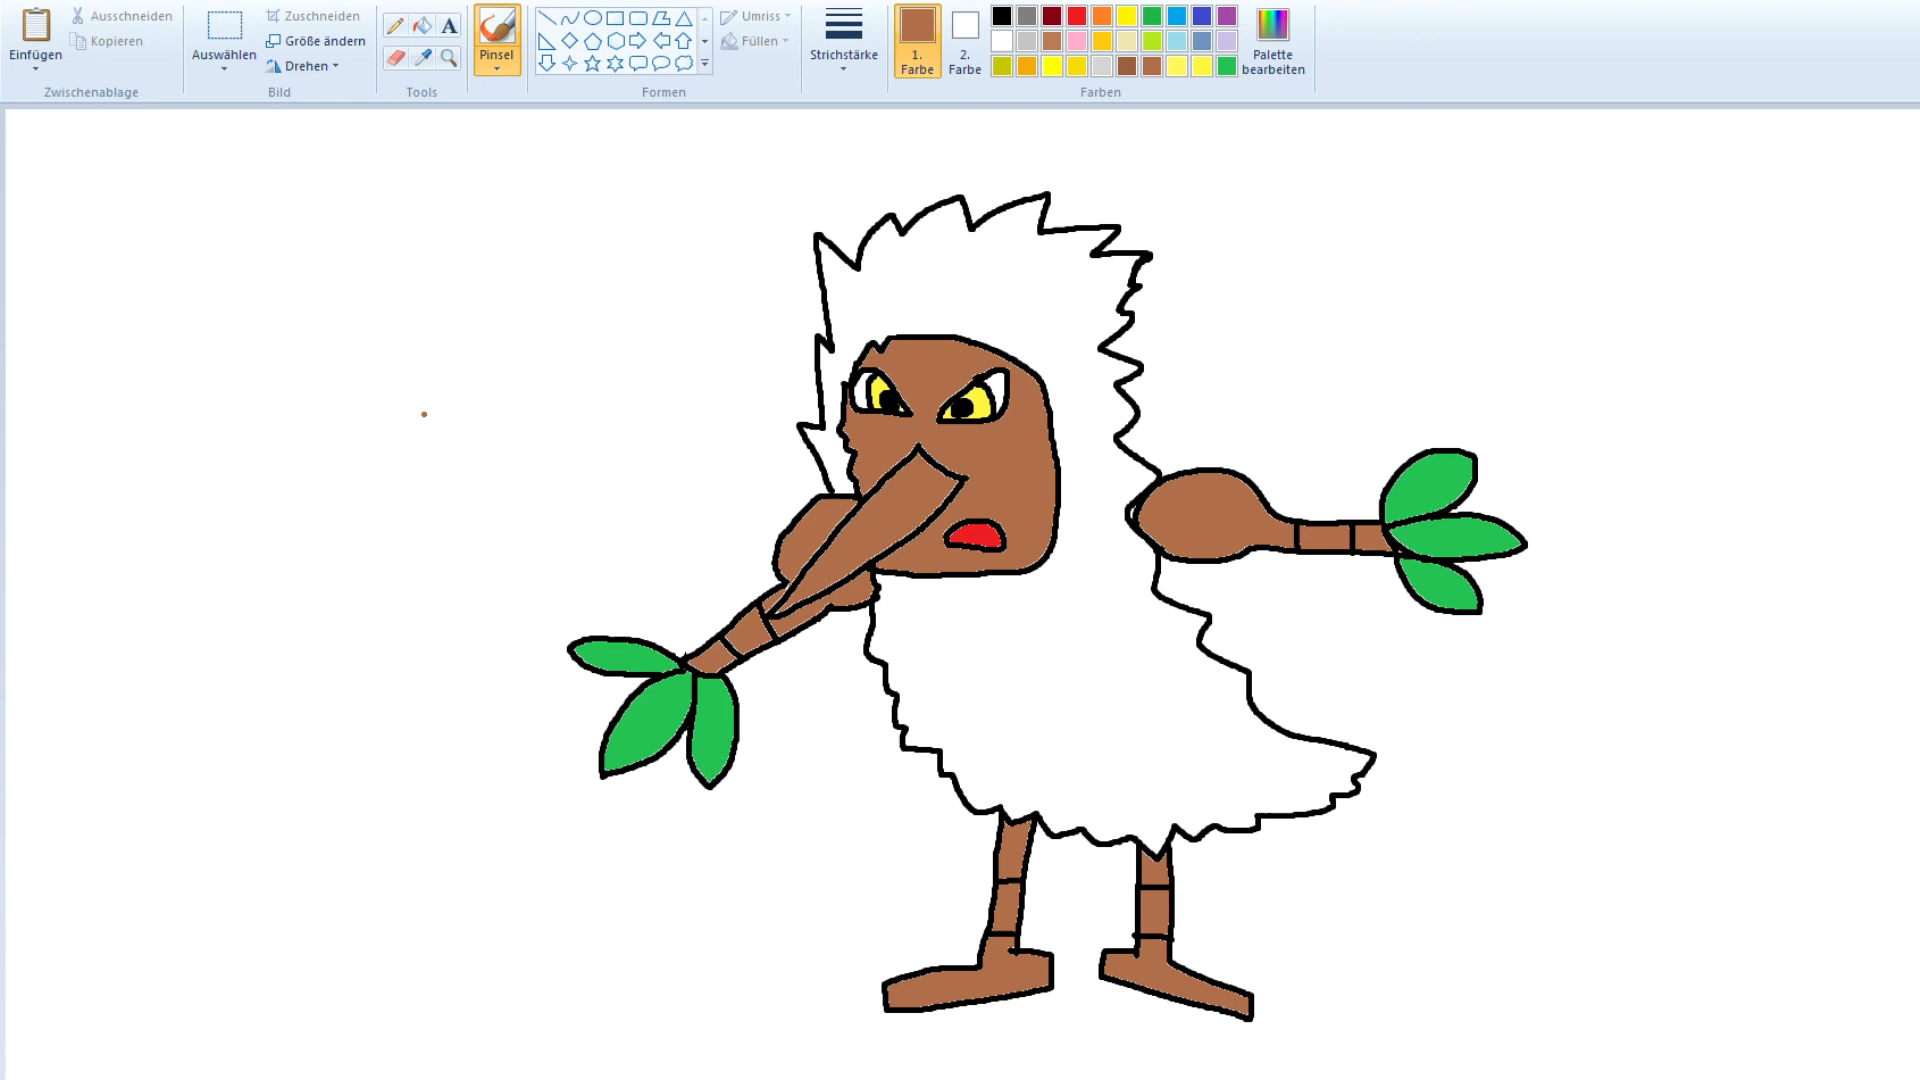 Einfügen
Ausschneiden
Kopieren
Zwischenablage
Auswählen
Zuschneiden
Größe ändern
Drehen
Bild
A
Tools
Pinsel
Formen
Umriss
Füllen
Strichstärke
1.
Farbe
2.
Farbe
Farben
Palette
bearbeiten